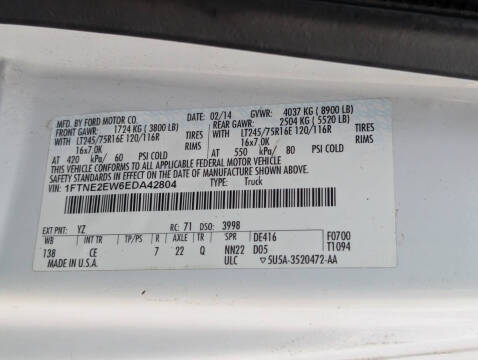 MFD. BY FORD MOTOR CO. 02/14 GVWR: 4037 KG ( 8900 LB)
FRONT GAWR: 1724 KG ( 3800 LB) REAR GAWR: 2504 KG ( 5520 LB)
WITH LT245/75R16E 120/116R TIRES WITH LT245/75R16E 120/116R TIRES
16x7.0K RIMS 16x7.0K RIMS
AT 420 kPa/ 60 PSI COLD AT 550 kPa/ 80 PSI COLD
THIS VEHICLE CONFORMS TO ALL APPLICABLE FEDERAL MOTOR VEHICLE
SAFETY STANDARDS IN EFFECT ON THE DATE OF MANUFACTURE SHOWN ABOVE.
VIN: 1FTNE2EW6EDA42804 TYPE: Truck
EXT PNT: YZ RC: 71 DSO: 3998
WB INT TR TP/PS R AXLE TR DE416 F0700
138 CE 7 22 Q NN22 D05 T1094
MADE IN U.S.A. ULC ▽5U5A-3520472-AA